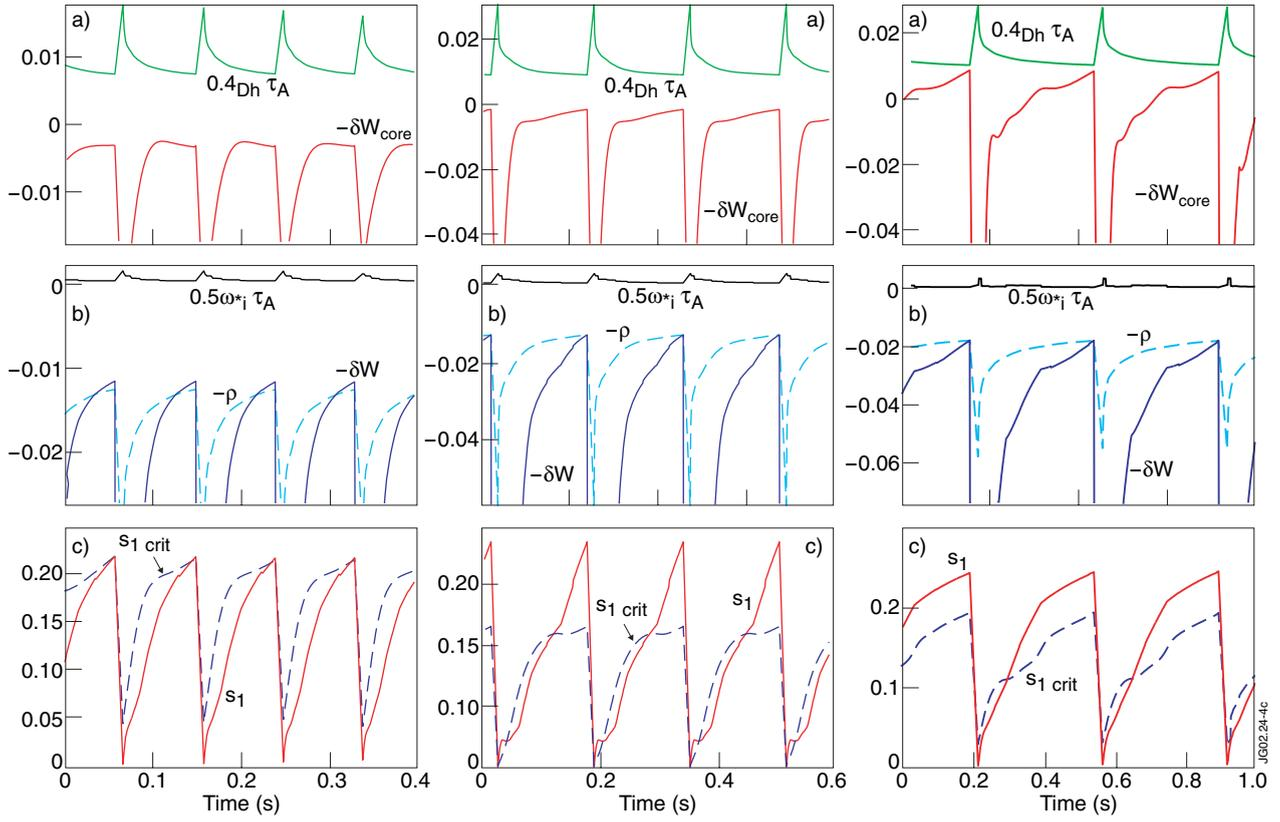 a)
0.4Dh τA
0.01
0
−0.01
−δWcore
a)
0.02
0
−0.02
−0.04
0.4Dh τA
−δWcore
a)
0.02
0
−0.02
−0.04
0.4Dh τA
−δWcore
0
−0.01
−0.02
0.5ω*i τA
b)
−ρ
−δW
0
−0.02
−0.04
0.5ω*i τA
b)
−ρ
−δW
0
−0.02
−0.04
−0.06
0.5ω*i τA
b)
−ρ
−δW
c)
s1 crit
s1
0.20
0.15
0.10
0.05
0
0 0.1 0.2 0.3 0.4
Time (s)
c)
s1 crit
s1
0.20
0.15
0.10
0
0 0.2 0.4 0.6
Time (s)
c)
s1
s1 crit
0.2
0.1
0
0 0.2 0.4 0.6 0.8 1.0
Time (s)
JG02.24-4c